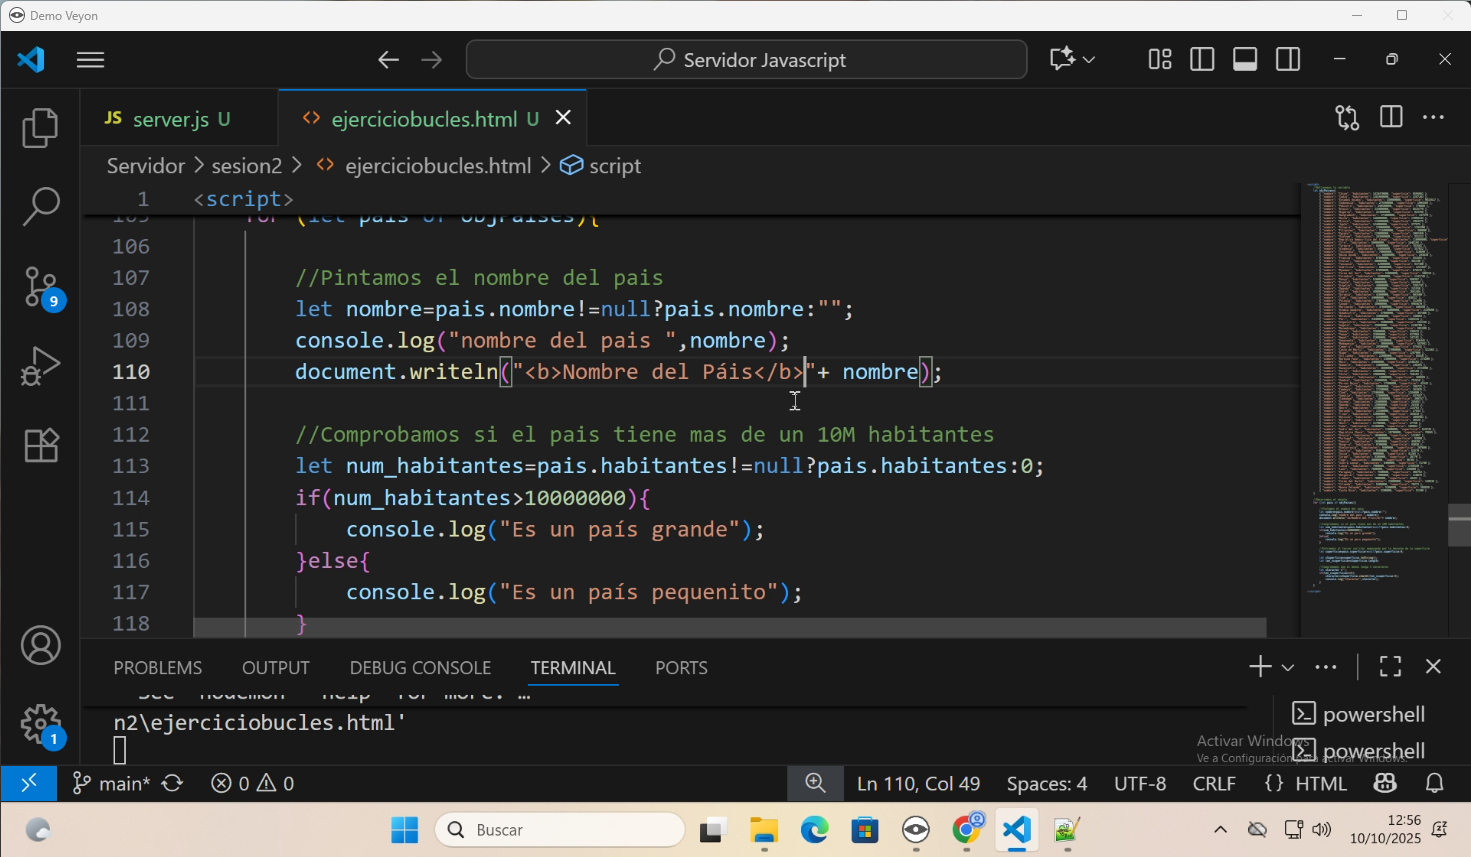 Demo Veyon
Servidor Javascript
JS server.js U
<> ejerciciobucles.html U
Servidor > sesion2 > <> ejerciciobucles.html > script
1 <script>
105 for (let pais of objPaises){
106
107 //Pintamos el nombre del pais
108 let nombre=pais.nombre!=null?pais.nombre:"";
109 console.log("nombre del pais ",nombre);
110 document.writeln("<b>Nombre del Páis</b>"+ nombre);
111
112 //Comprobamos si el pais tiene mas de un 10M habitantes
113 let num_habitantes=pais.habitantes!=null?pais.habitantes:0;
114 if(num_habitantes>10000000){
115 console.log("Es un país grande");
116 }else{
117 console.log("Es un país pequenito");
118 }
9
1
PROBLEMS OUTPUT DEBUG CONSOLE TERMINAL PORTS
n2\ejerciciobucles.html'
powershell
powershell
Activar Windows
Ve a Configuración para activar Windows.
main* 0 0 Ln 110, Col 49 Spaces: 4 UTF-8 CRLF {} HTML
Buscar
12:56
10/10/2025